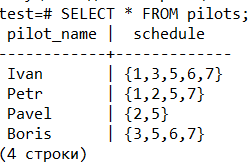 test=# SELECT * FROM pilots;
pilot_name | schedule
------------+-------------
Ivan | {1,3,5,6,7}
Petr | {1,2,5,7}
Pavel | {2,5}
Boris | {3,5,6,7}
(4 строки)